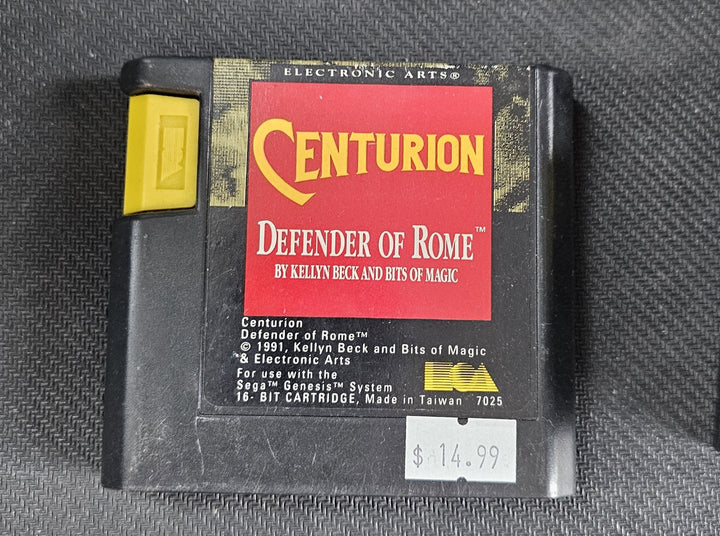 ELECTRONIC ARTS®
CENTURION
DEFENDER OF ROME™
BY KELLYN BECK AND BITS OF MAGIC
Centurion
Defender of Rome™
© 1991, Kellyn Beck and Bits of Magic
& Electronic Arts
For use with the
Sega™ Genesis™ System
16- BIT CARTRIDGE, Made in Taiwan 7025
EA
$ 14.99